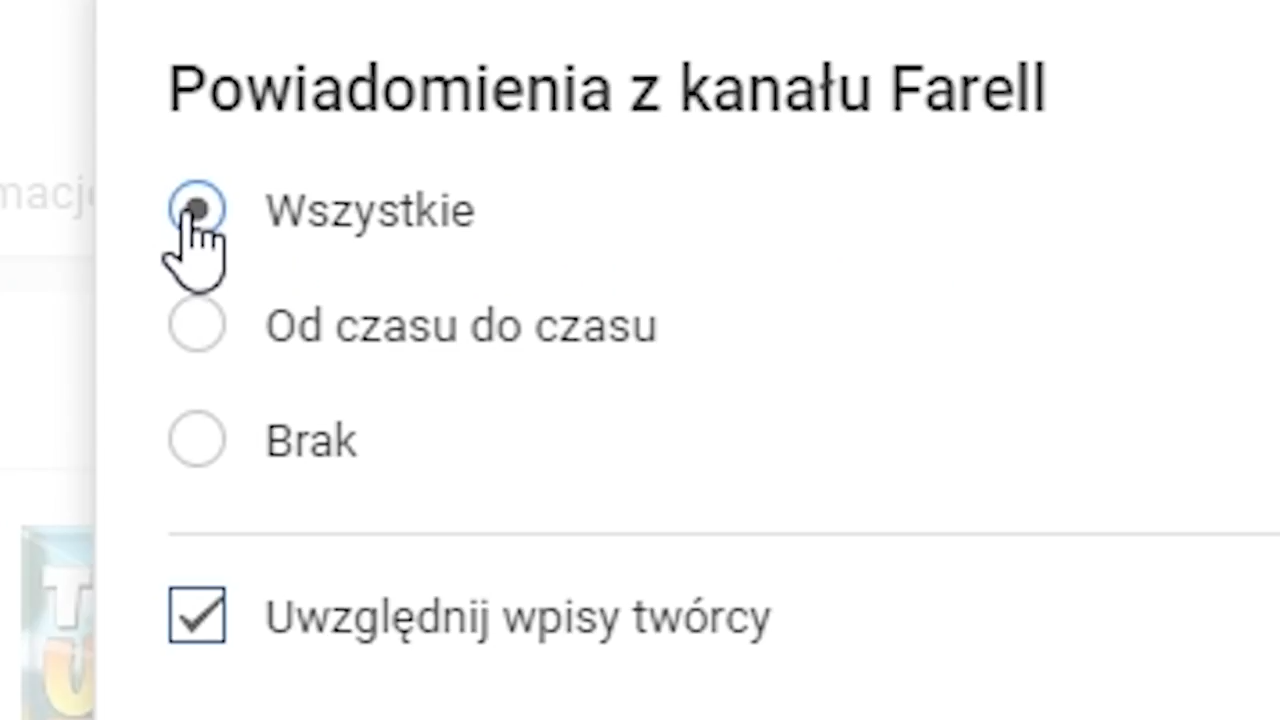 Powiadomienia z kanału Farell
Wszystkie
Od czasu do czasu
Brak
Uwzględnij wpisy twórcy